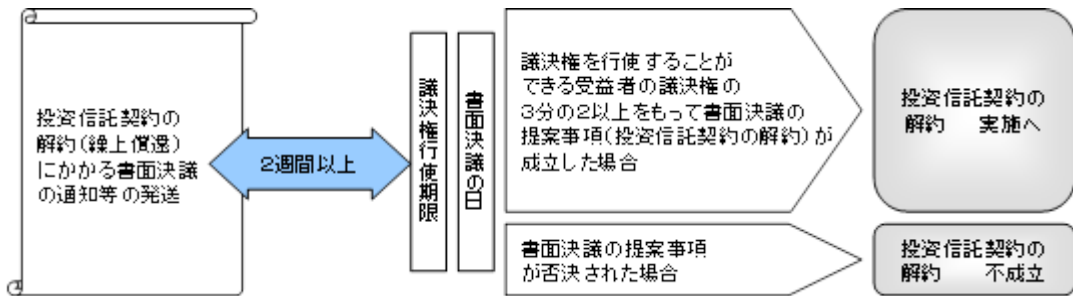 投資信託契約の
解約（繰上償還）
にかかる書面決議
の通知等の発送
2週間以上
議決権行使期限
書面決議の日
議決権を行使することが
できる受益者の議決権の
3分の2以上をもって書面決議の
提案事項（投資信託契約の解約）が
成立した場合
投資信託契約の
解約　実施へ
書面決議の提案事項
が否決された場合
投資信託契約の
解約　不成立